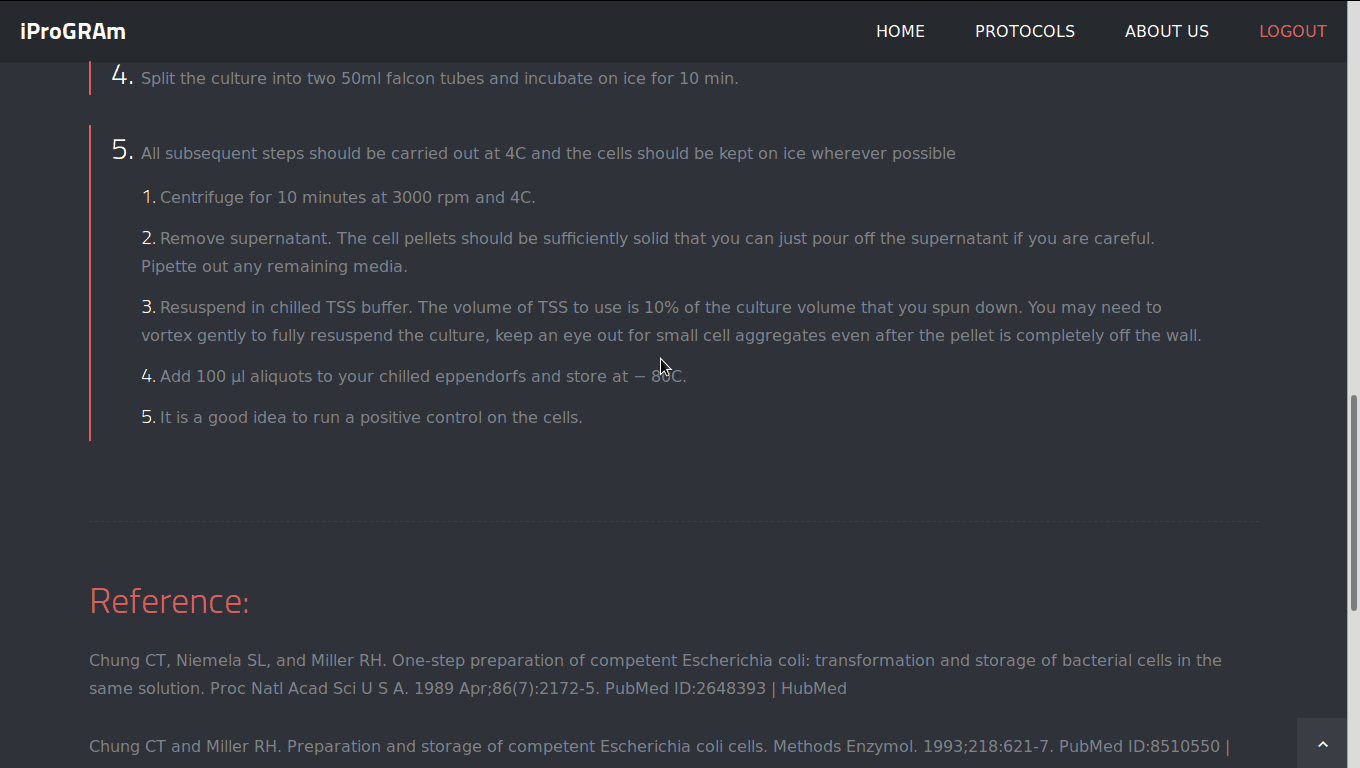 iProGRAm
HOME PROTOCOLS ABOUT US LOGOUT
4. Split the culture into two 50ml falcon tubes and incubate on ice for 10 min.
5. All subsequent steps should be carried out at 4C and the cells should be kept on ice wherever possible
1. Centrifuge for 10 minutes at 3000 rpm and 4C.
2. Remove supernatant. The cell pellets should be sufficiently solid that you can just pour off the supernatant if you are careful.
Pipette out any remaining media.
3. Resuspend in chilled TSS buffer. The volume of TSS to use is 10% of the culture volume that you spun down. You may need to
vortex gently to fully resuspend the culture, keep an eye out for small cell aggregates even after the pellet is completely off the wall.
4. Add 100 µl aliquots to your chilled eppendorfs and store at − 80C.
5. It is a good idea to run a positive control on the cells.
Reference:
Chung CT, Niemela SL, and Miller RH. One-step preparation of competent Escherichia coli: transformation and storage of bacterial cells in the
same solution. Proc Natl Acad Sci U S A. 1989 Apr;86(7):2172-5. PubMed ID:2648393 | HubMed
Chung CT and Miller RH. Preparation and storage of competent Escherichia coli cells. Methods Enzymol. 1993;218:621-7. PubMed ID:8510550 |